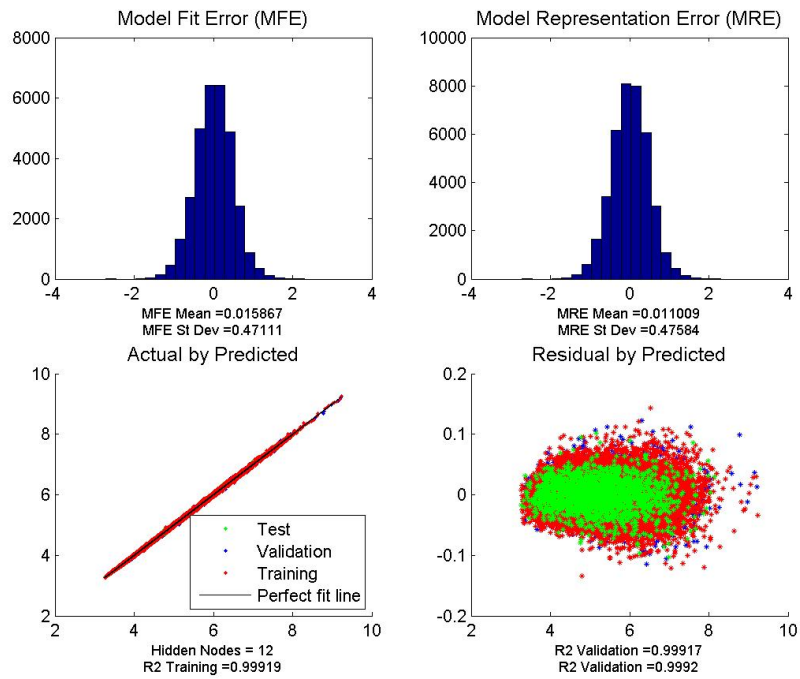 Model Fit Error (MFE)
8000
6000
4000
2000
0
-4
-2
0
2
4
MFE Mean =0.015867
MFE St Dev =0.47111
Model Representation Error (MRE)
10000
8000
6000
4000
2000
0
-4
-2
0
2
4
MRE Mean =0.011009
MRE St Dev =0.47584
Actual by Predicted
10
8
6
4
2
2
4
6
8
10
Test
Validation
Training
Perfect fit line
Hidden Nodes = 12
R2 Training =0.99919
Residual by Predicted
0.2
0.1
0
-0.1
-0.2
2
4
6
8
10
R2 Validation =0.99917
R2 Validation =0.9992